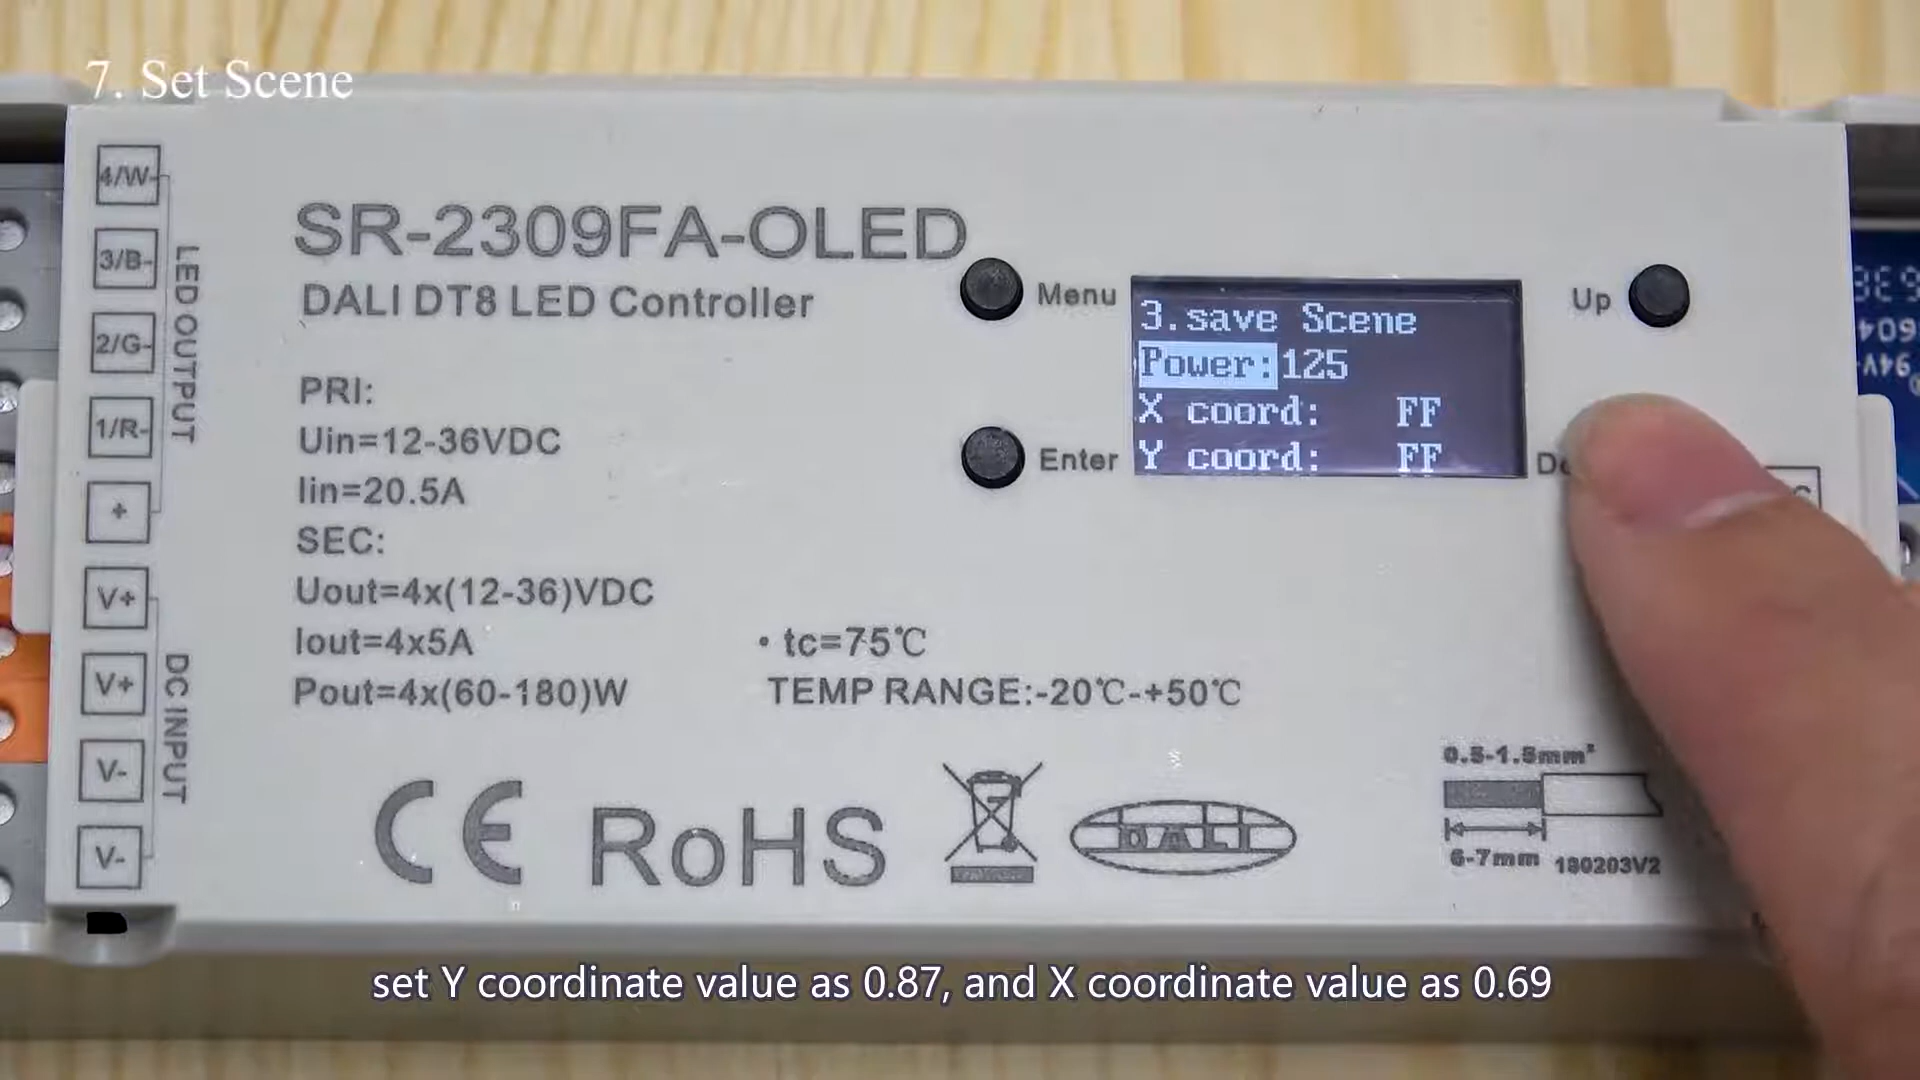 7. Set Scene
4/W-
3/B-
2/G-
1/R-
+
LED OUTPUT
V+
V+
V-
V-
DC INPUT
SR-2309FA-OLED
DALI DT8 LED Controller
PRI:
Uin=12-36VDC
Iin=20.5A
SEC:
Uout=4x(12-36)VDC
Iout=4x5A
Pout=4x(60-180)W
• tc=75℃
TEMP RANGE:-20℃-+50℃
Menu
Enter
3.save Scene
Power:125
X coord: FF
Y coord: FF
Up
CE
RoHS
DALI
0.5-1.5mm²
6-7mm
180203V2
set Y coordinate value as 0.87, and X coordinate value as 0.69